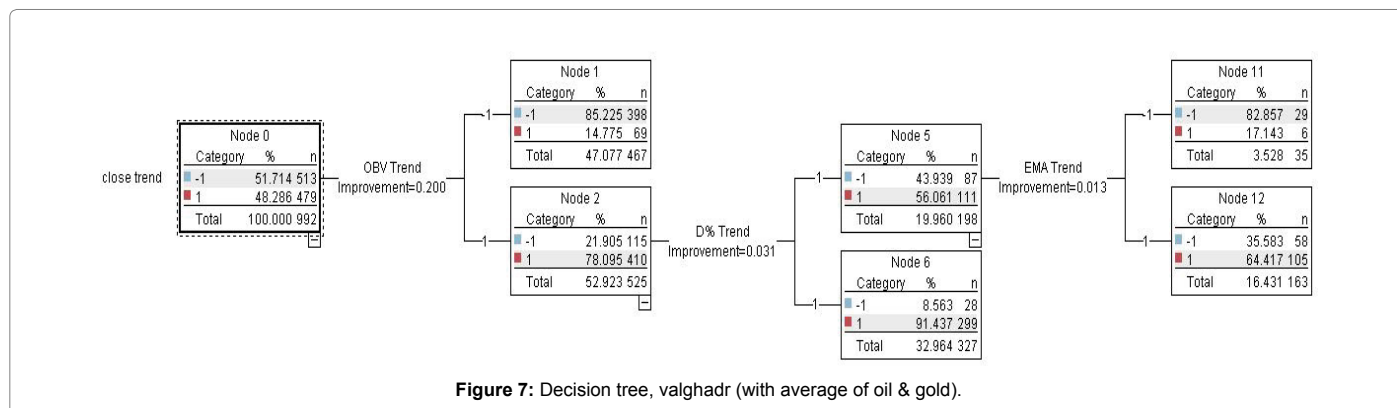 close trend
Node 0
Category % n
-1 51.714 513
1 48.286 479
Total 100.000 992
OBV Trend
Improvement=0.200
-1
Node 1
Category % n
-1 85.225 398
1 14.775 69
Total 47.077 467
1
Node 2
Category % n
-1 21.905 115
1 78.095 410
Total 52.923 525
D% Trend
Improvement=0.031
-1
Node 5
Category % n
-1 43.939 87
1 56.061 111
Total 19.960 198
1
Node 6
Category % n
-1 8.563 28
1 91.437 299
Total 32.964 327
EMA Trend
Improvement=0.013
-1
Node 11
Category % n
-1 82.857 29
1 17.143 6
Total 3.528 35
1
Node 12
Category % n
-1 35.583 58
1 64.417 105
Total 16.431 163
Figure 7: Decision tree, valghadr (with average of oil & gold).